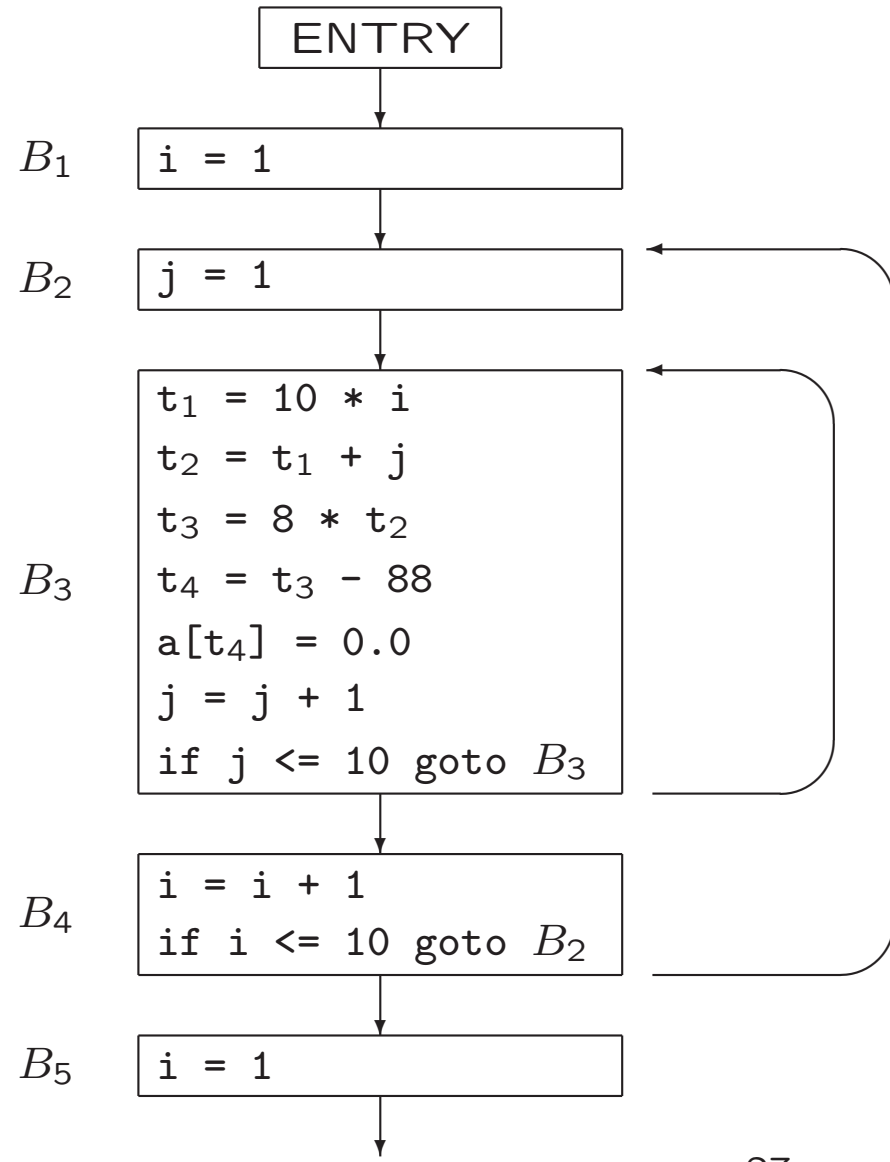 ENTRY
B₁ i = 1
B₂ j = 1
t₁ = 10 * i
t₂ = t₁ + j
t₃ = 8 * t₂
B₃ t₄ = t₃ - 88
a[t₄] = 0.0
j = j + 1
if j <= 10 goto B₃
i = i + 1
B₄
if i <= 10 goto B₂
B₅ i = 1